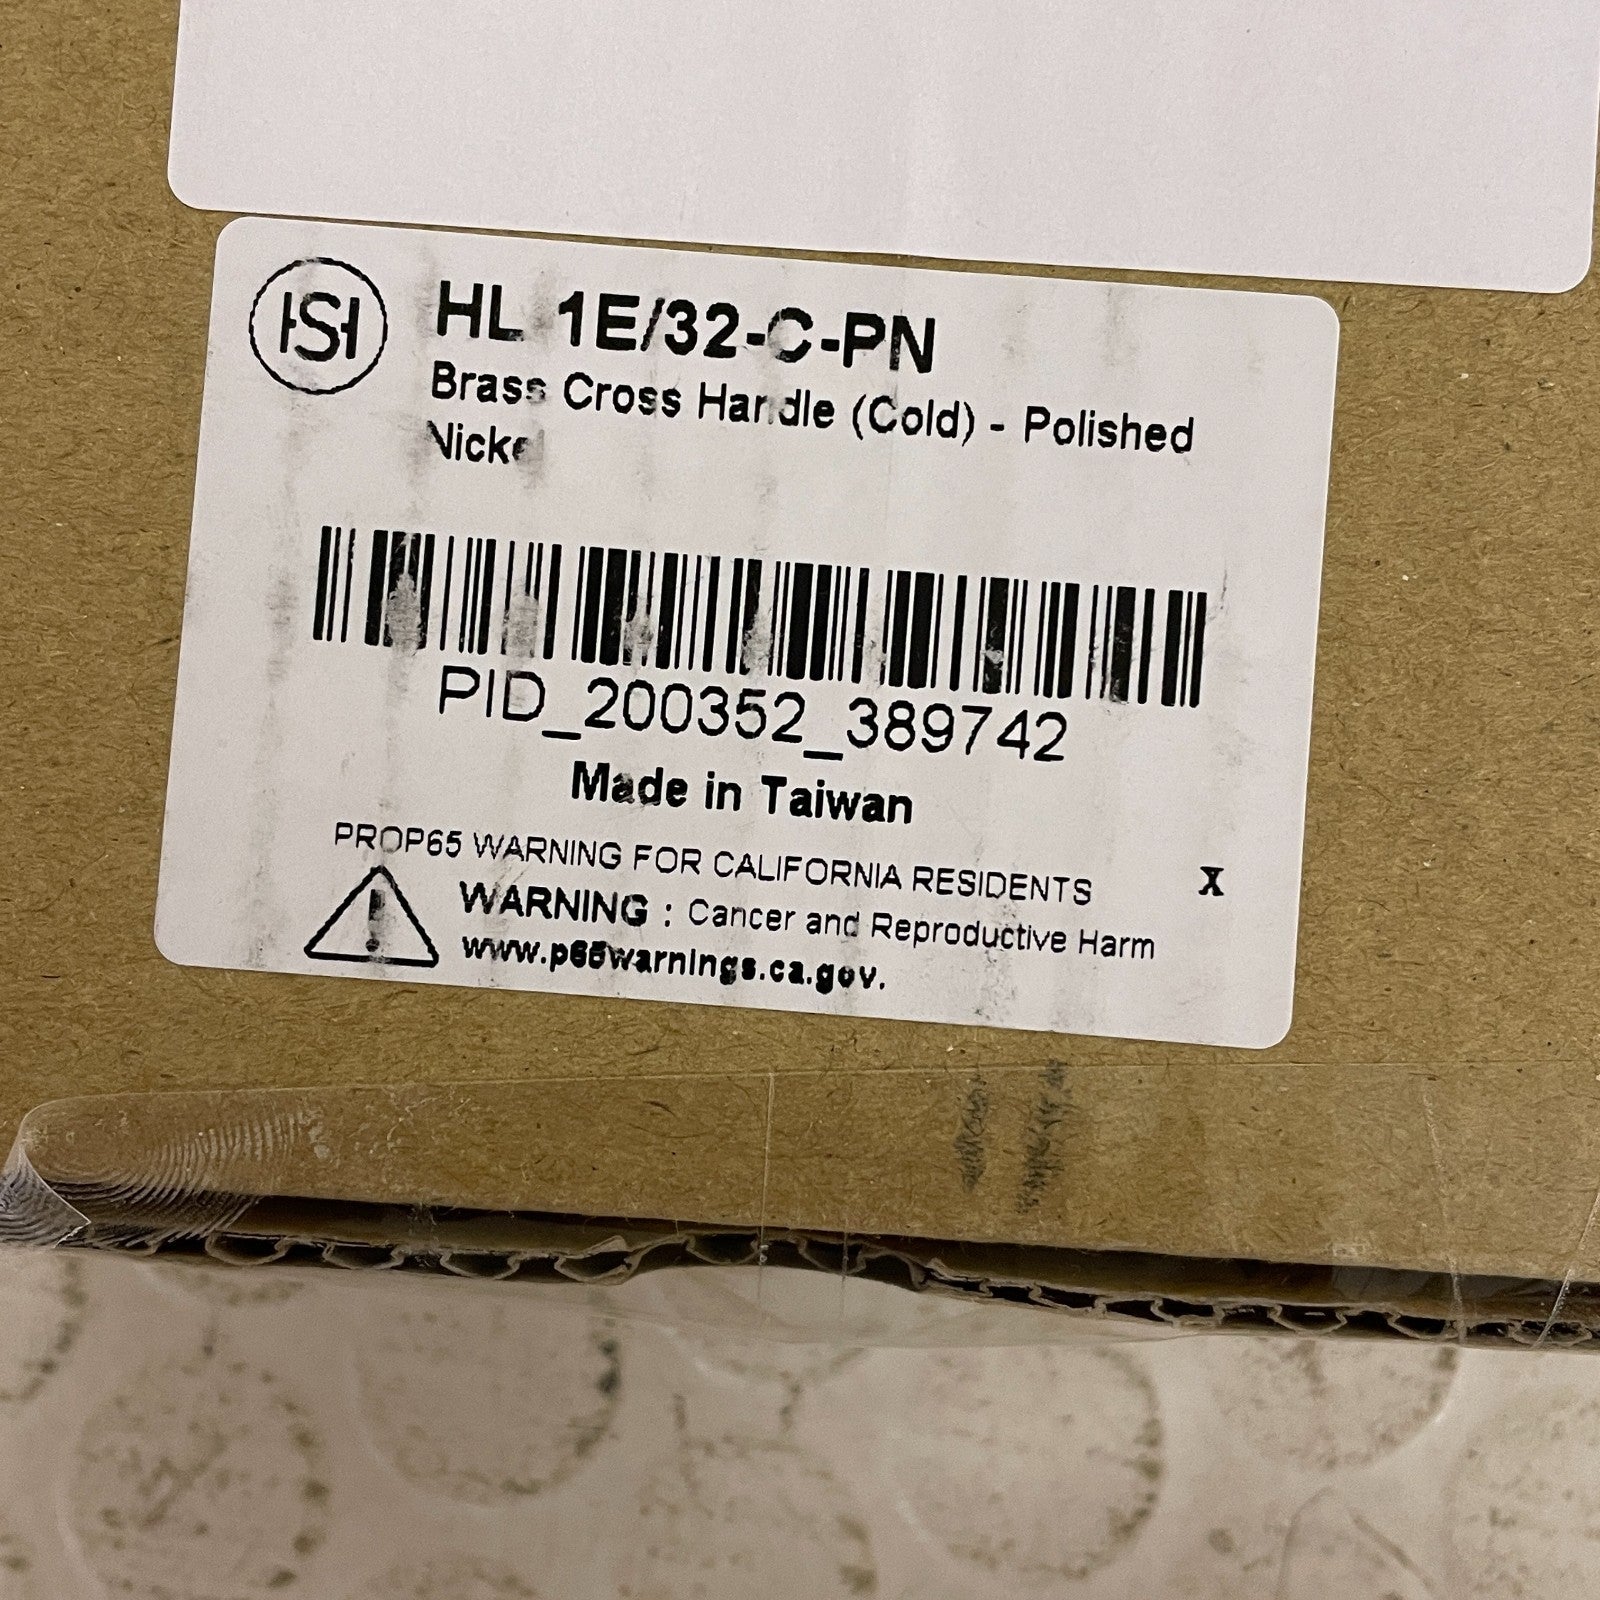 HSH
HL 1E/32-C-PN
Brass Cross Handle (Cold) - Polished
Nickel
PID_200352_389742
Made in Taiwan
PROP65 WARNING FOR CALIFORNIA RESIDENTS
X
WARNING : Cancer and Reproductive Harm
www.p65warnings.ca.gov.